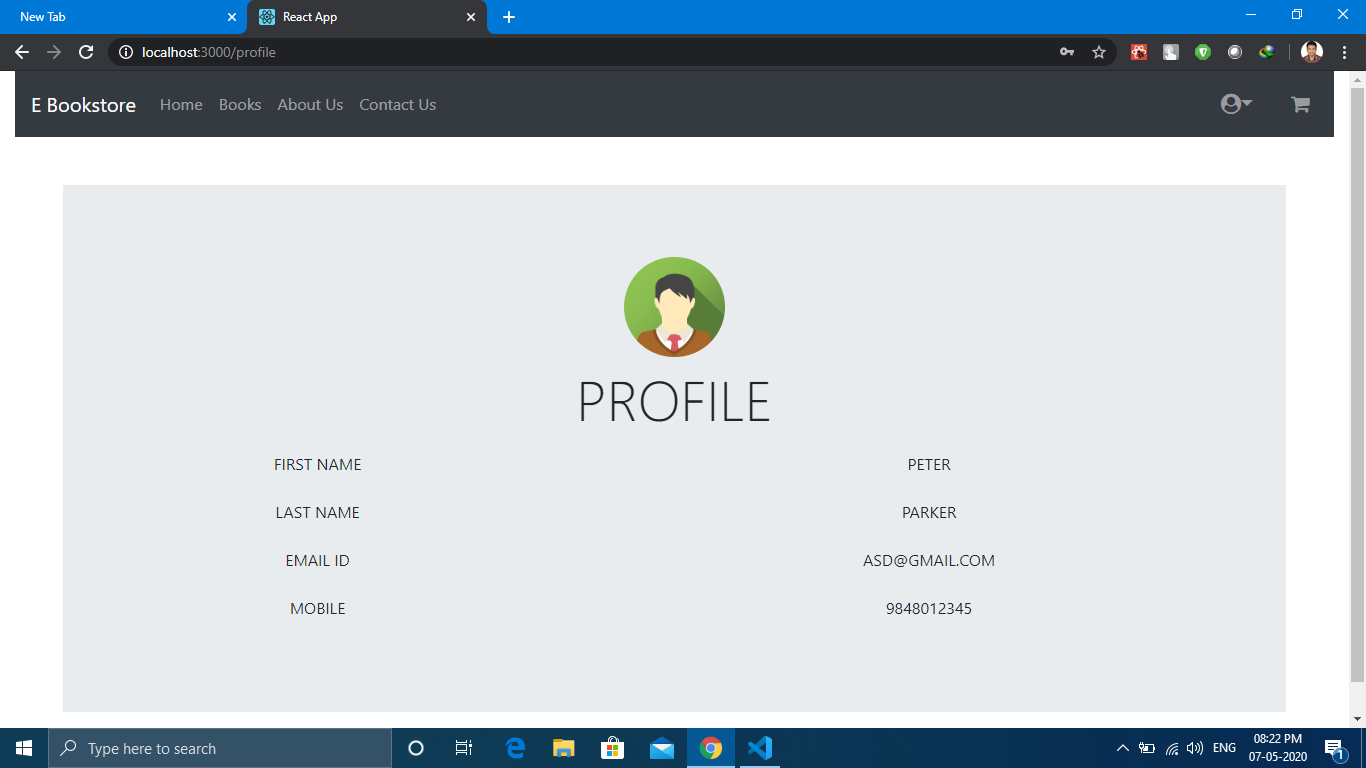 New Tab
React App
localhost:3000/profile
E Bookstore Home Books About Us Contact Us
PROFILE
FIRST NAME PETER
LAST NAME PARKER
EMAIL ID ASD@GMAIL.COM
MOBILE 9848012345
Type here to search
ENG
08:22 PM
07-05-2020
1